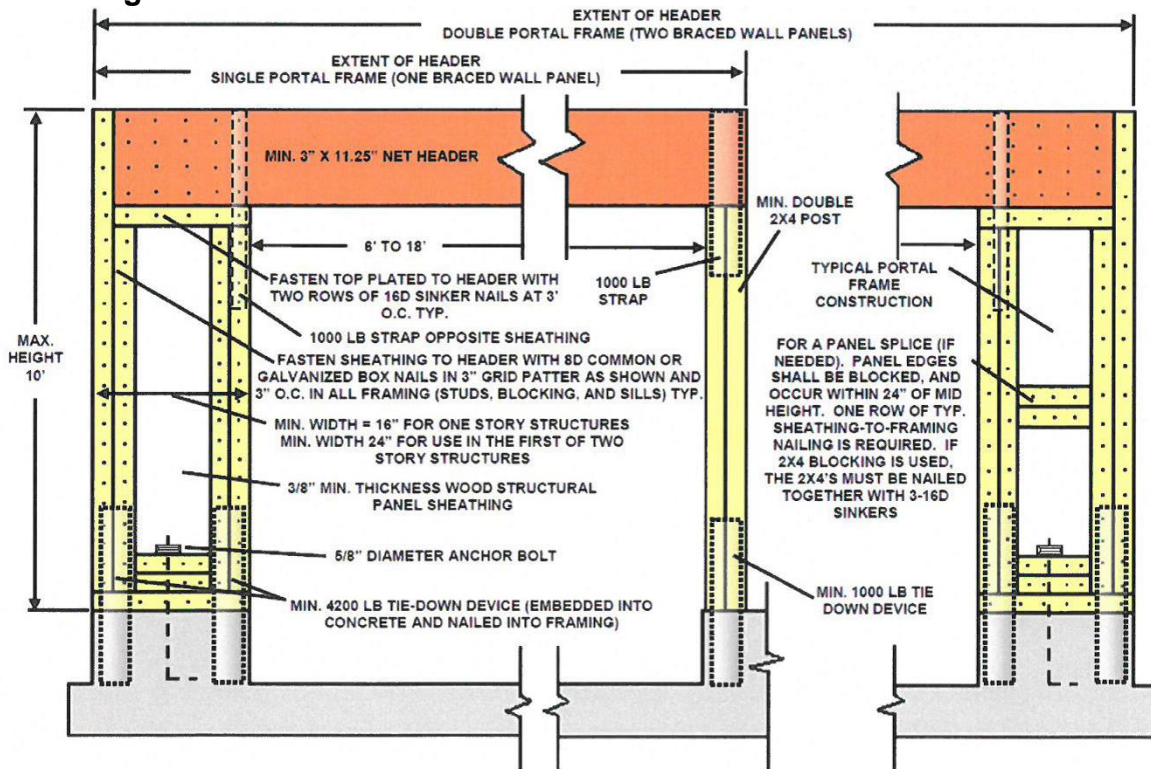 g
EXTENT OF HEADER
DOUBLE PORTAL FRAME (TWO BRACED WALL PANELS)
EXTENT OF HEADER
SINGLE PORTAL FRAME (ONE BRACED WALL PANEL)
MIN. 3" X 11.25" NET HEADER
MIN. DOUBLE
2X4 POST
6' TO 18'
FASTEN TOP PLATED TO HEADER WITH
TWO ROWS OF 16D SINKER NAILS AT 3'
O.C. TYP.
1000 LB
STRAP
TYPICAL PORTAL
FRAME
CONSTRUCTION
1000 LB STRAP OPPOSITE SHEATHING
MAX.
HEIGHT
10'
FASTEN SHEATHING TO HEADER WITH 8D COMMON OR
GALVANIZED BOX NAILS IN 3" GRID PATTER AS SHOWN AND
3" O.C. IN ALL FRAMING (STUDS, BLOCKING, AND SILLS) TYP.
FOR A PANEL SPLICE (IF
NEEDED). PANEL EDGES
SHALL BE BLOCKED, AND
OCCUR WITHIN 24" OF MID
HEIGHT. ONE ROW OF TYP.
SHEATHING-TO-FRAMING
NAILING IS REQUIRED. IF
2X4 BLOCKING IS USED,
THE 2X4'S MUST BE NAILED
TOGETHER WITH 3-16D
SINKERS
MIN. WIDTH = 16" FOR ONE STORY STRUCTURES
MIN. WIDTH 24" FOR USE IN THE FIRST OF TWO
STORY STRUCTURES
3/8" MIN. THICKNESS WOOD STRUCTURAL
PANEL SHEATHING
5/8" DIAMETER ANCHOR BOLT
MIN. 4200 LB TIE-DOWN DEVICE (EMBEDDED INTO
CONCRETE AND NAILED INTO FRAMING)
MIN. 1000 LB TIE
DOWN DEVICE